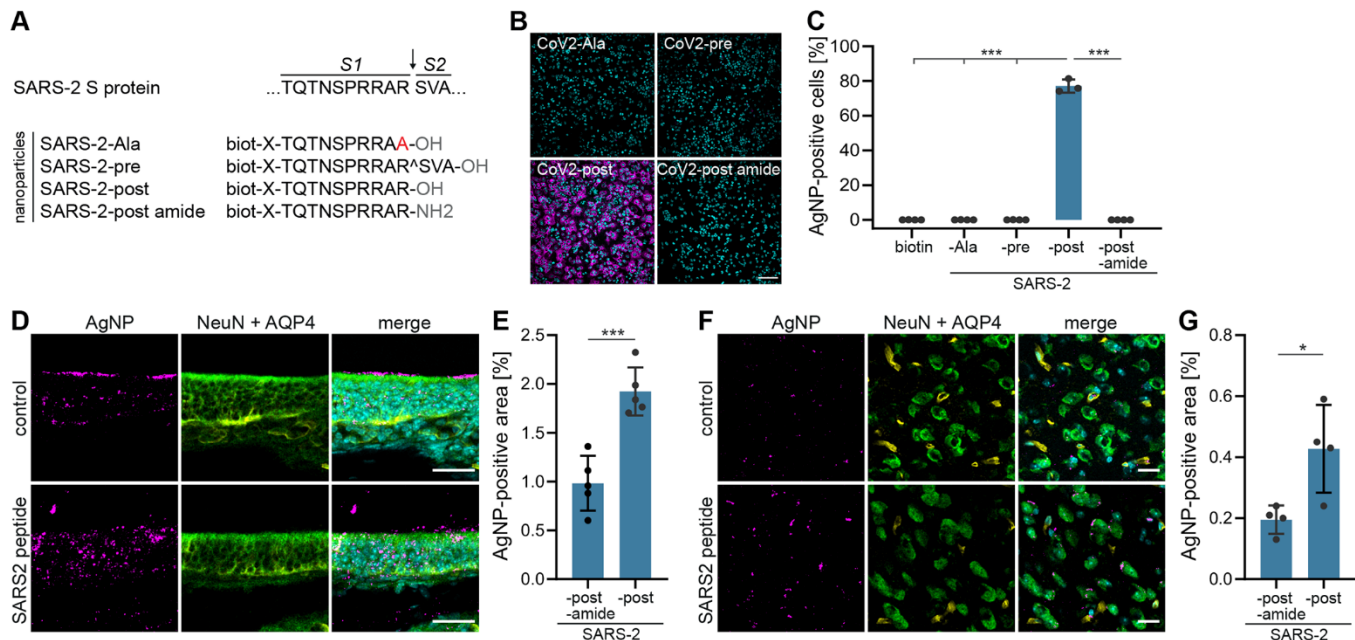 A
S1 S2
SARS-2 S protein ...TQTNSPRRAR SVA...
nanoparticles
SARS-2-Ala biot-X-TQTNSPRRAA-OH
SARS-2-pre biot-X-TQTNSPRRAR^SVA-OH
SARS-2-post biot-X-TQTNSPRRAR-OH
SARS-2-post amide biot-X-TQTNSPRRAR-NH2
B
CoV2-Ala CoV2-pre
CoV2-post CoV2-post amide
C
AgNP-positive cells [%]
100
80
60
40
20
0
*** ***
biotin -Ala -pre -post -post
-amide
SARS-2
D
AgNP NeuN + AQP4 merge
control
SARS2 peptide
E
AgNP-positive area [%]
2.5
2.0
1.5
1.0
0.5
0.0
***
-post -post
-amide
SARS-2
F
AgNP NeuN + AQP4 merge
control
SARS2 peptide
G
AgNP-positive area [%]
0.8
0.6
0.4
0.2
0.0
*
-post -post
-amide
SARS-2